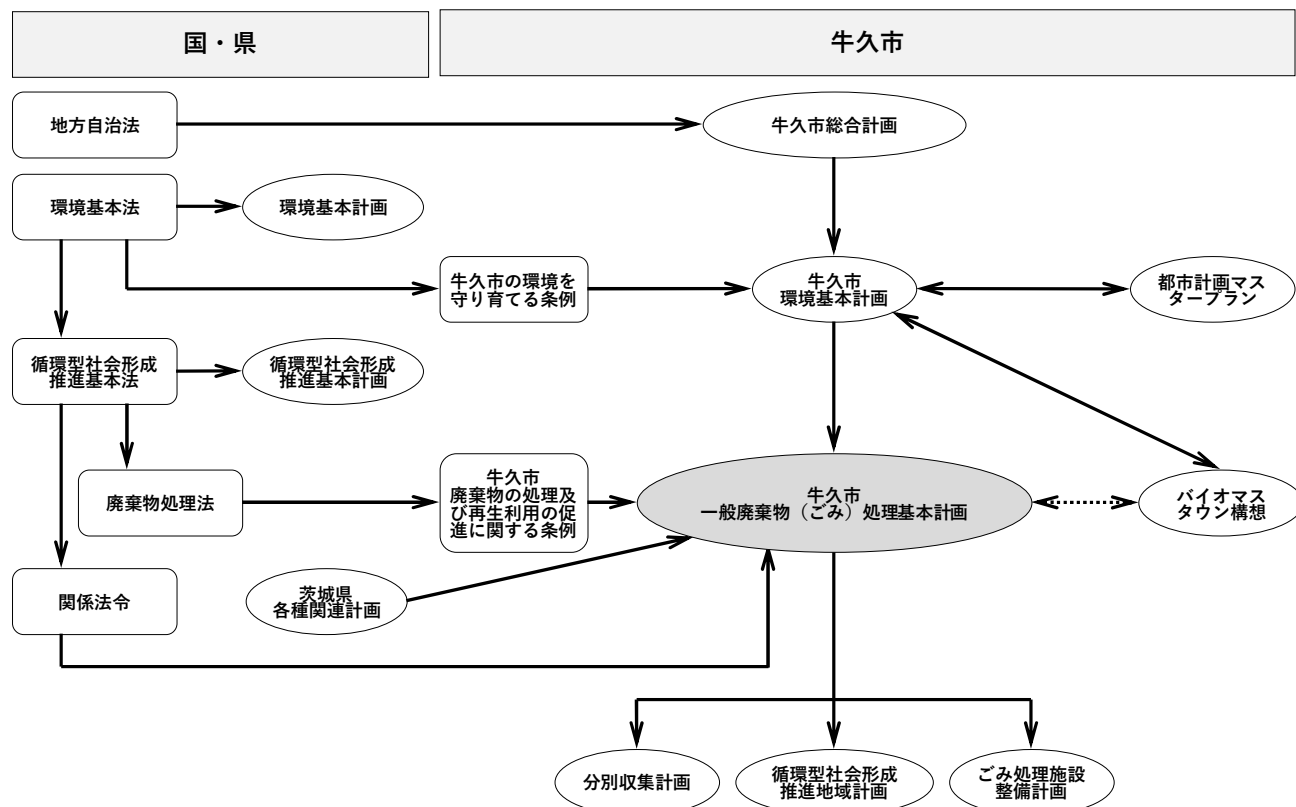 国・県
牛久市
地方自治法
牛久市総合計画
環境基本法
環境基本計画
牛久市の環境を
守り育てる条例
牛久市
環境基本計画
都市計画マス
タープラン
循環型社会形成
推進基本法
循環型社会形成
推進基本計画
廃棄物処理法
牛久市
廃棄物の処理及
び再生利用の促
進に関する条例
牛久市
一般廃棄物（ごみ）処理基本計画
バイオマス
タウン構想
関係法令
茨城県
各種関連計画
分別収集計画
循環型社会形成
推進地域計画
ごみ処理施設
整備計画